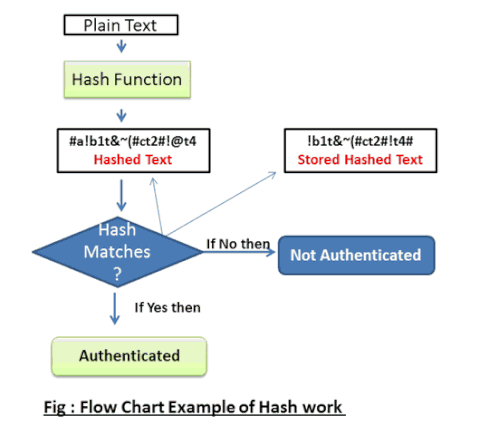 Plain Text
Hash Function
#a!b1t&~(#ct2#!@t4
Hashed Text
!b1t&~(#ct2#!t4#
Stored Hashed Text
Hash
Matches
?
If No then
Not Authenticated
If Yes then
Authenticated
Fig : Flow Chart Example of Hash work